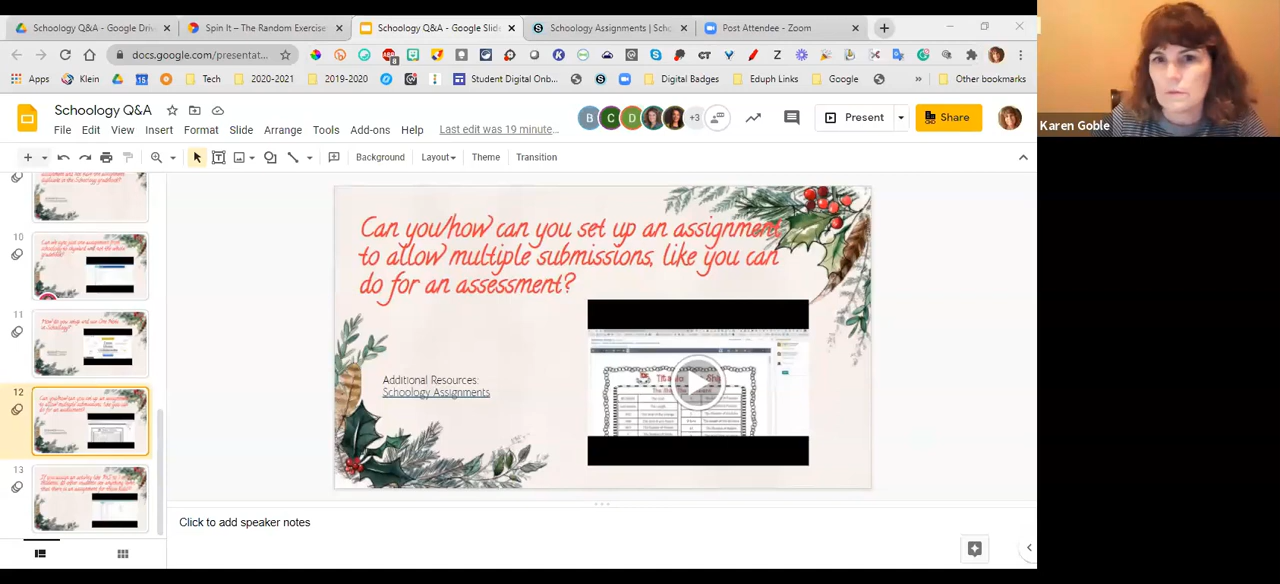 Schoology Q&A - Google Driv
Spin It – The Random Exercise
Schoology Q&A - Google Slide
Schoology Assignments | Scho
Post Attendee - Zoom
docs.google.com/presentat...
Apps
Klein
Tech
2020-2021
2019-2020
Student Digital Onb...
Digital Badges
Eduph Links
Google
Other bookmarks
Schoology Q&A
+3
Present
Share
File Edit View Insert Format Slide Arrange Tools Add-ons Help Last edit was 19 minute...
Background Layout Theme Transition
Karen Goble
10
11
12
13
Can you/how can you set up an assignment
to allow multiple submissions, like you can
do for an assessment?
Additional Resources:
Schoology Assignments
Click to add speaker notes